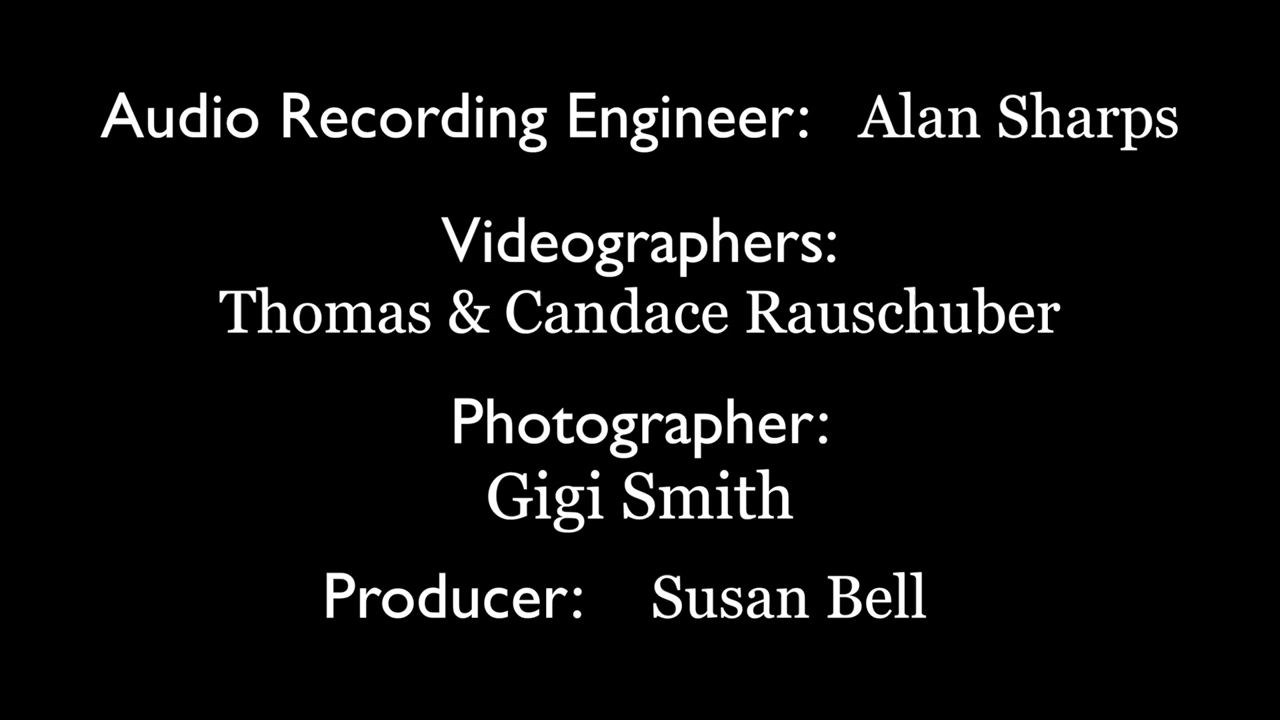 Audio Recording Engineer: Alan Sharps
Videographers:
Thomas & Candace Rauschuber
Photographer:
Gigi Smith
Producer: Susan Bell